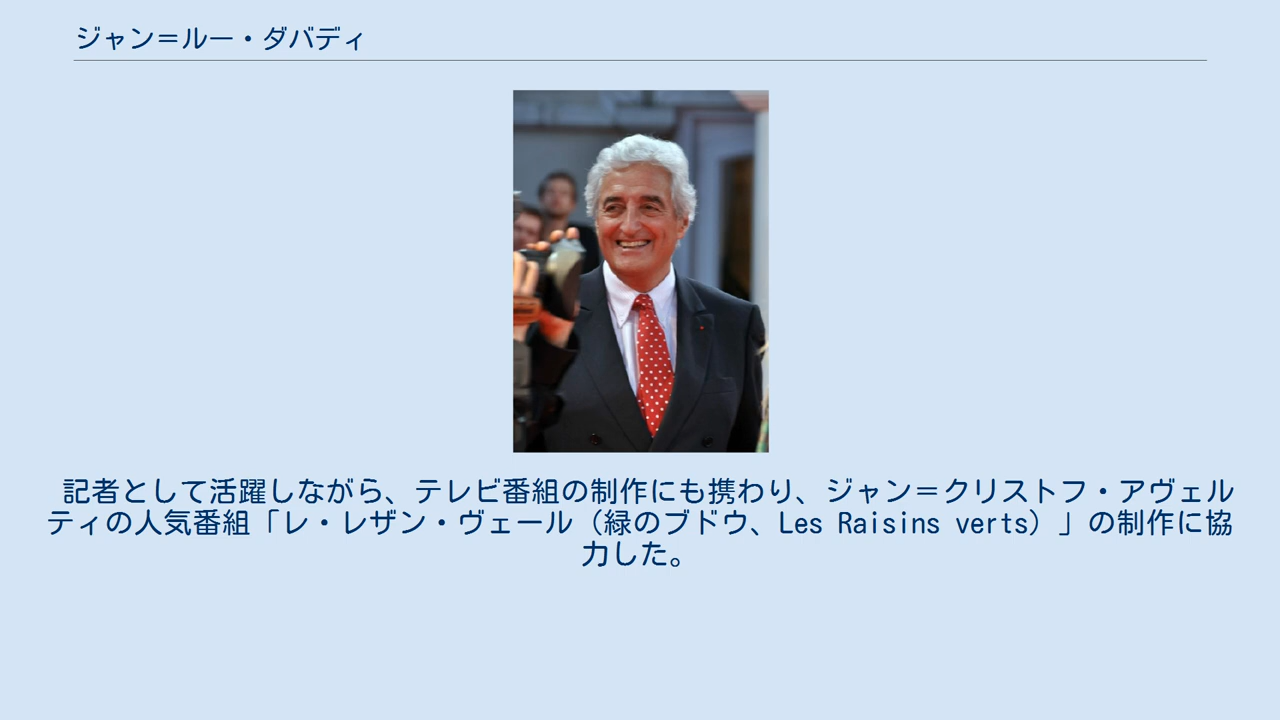 ジャン＝ルー・ダバディ
記者として活躍しながら、テレビ番組の制作にも携わり、ジャン＝クリストフ・アヴェル
ティの人気番組「レ・レザン・ヴェール（緑のブドウ、Les Raisins verts）」の制作に協
力した。